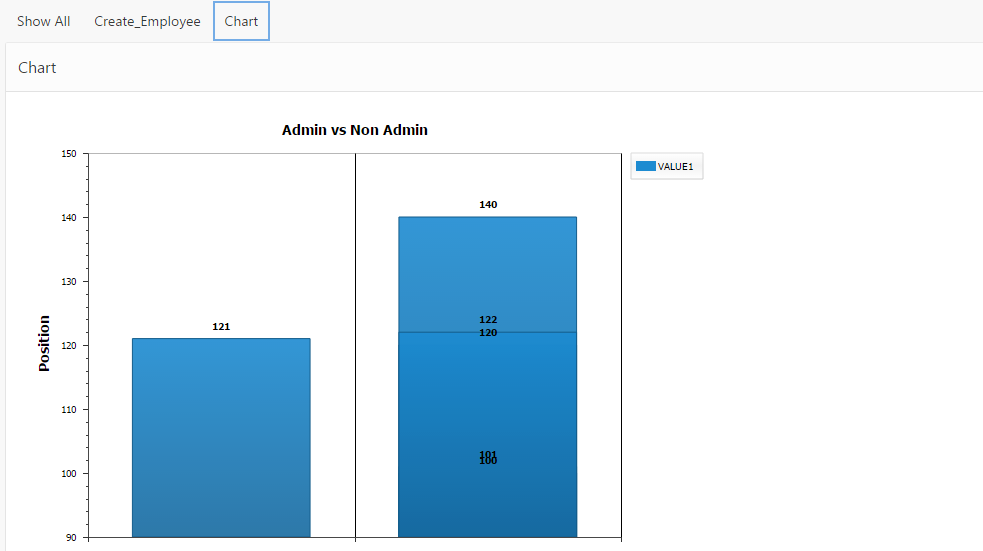 Show All Create_Employee Chart
Chart
Admin vs Non Admin
150
140
130
120
110
100
90
Position
121
140
122
120
101
100
VALUE1